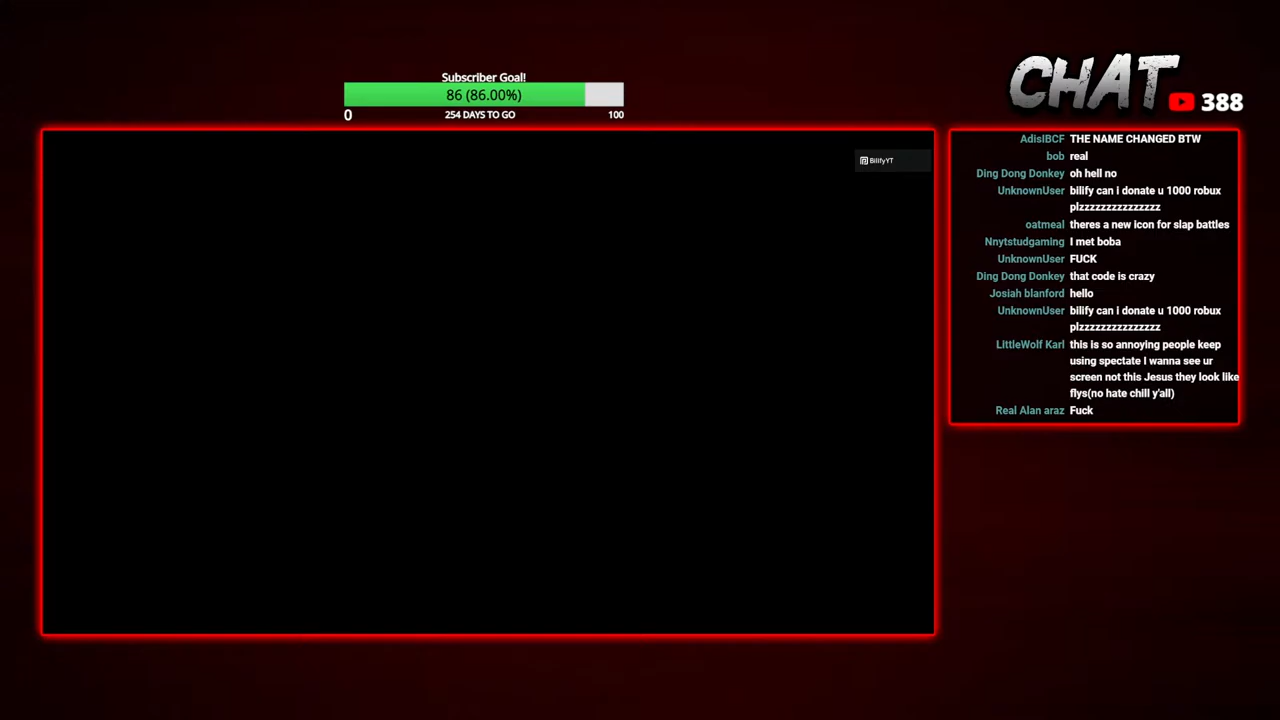 Subscriber Goal!
86 (86.00%)
0
254 DAYS TO GO
100
CHAT
388
BilifyYT
AdisIBCF THE NAME CHANGED BTW
bob real
Ding Dong Donkey oh hell no
UnknownUser bilify can i donate u 1000 robux
plzzzzzzzzzzzzzzz
oatmeal theres a new icon for slap battles
Nnytstudgaming I met boba
UnknownUser FUCK
Ding Dong Donkey that code is crazy
Josiah blanford hello
UnknownUser bilify can i donate u 1000 robux
plzzzzzzzzzzzzzzz
LittleWolf Karl this is so annoying people keep
using spectate I wanna see ur
screen not this Jesus they look like
flys(no hate chill y'all)
Real Alan araz Fuck